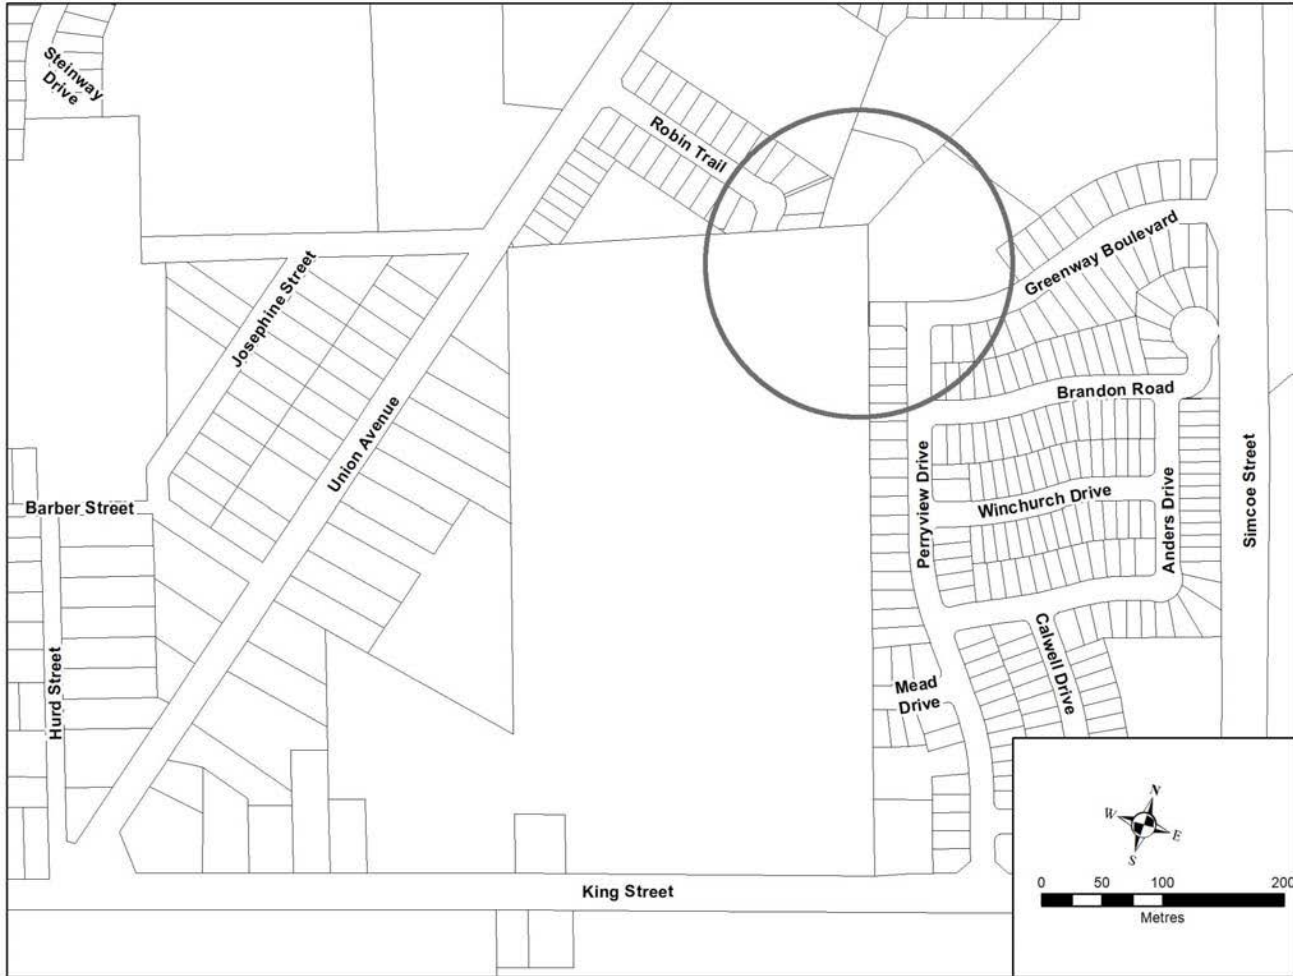 Steinway
Drive
Robin Trail
Greenway Boulevard
Josephine Street
Union Avenue
Brandon Road
Barber Street
Perryview Drive
Winchurch Drive
Anders Drive
Simcoe Street
Hurd Street
Calwell Drive
Mead
Drive
King Street
N
W
E
S
0 50 100 200
Metres